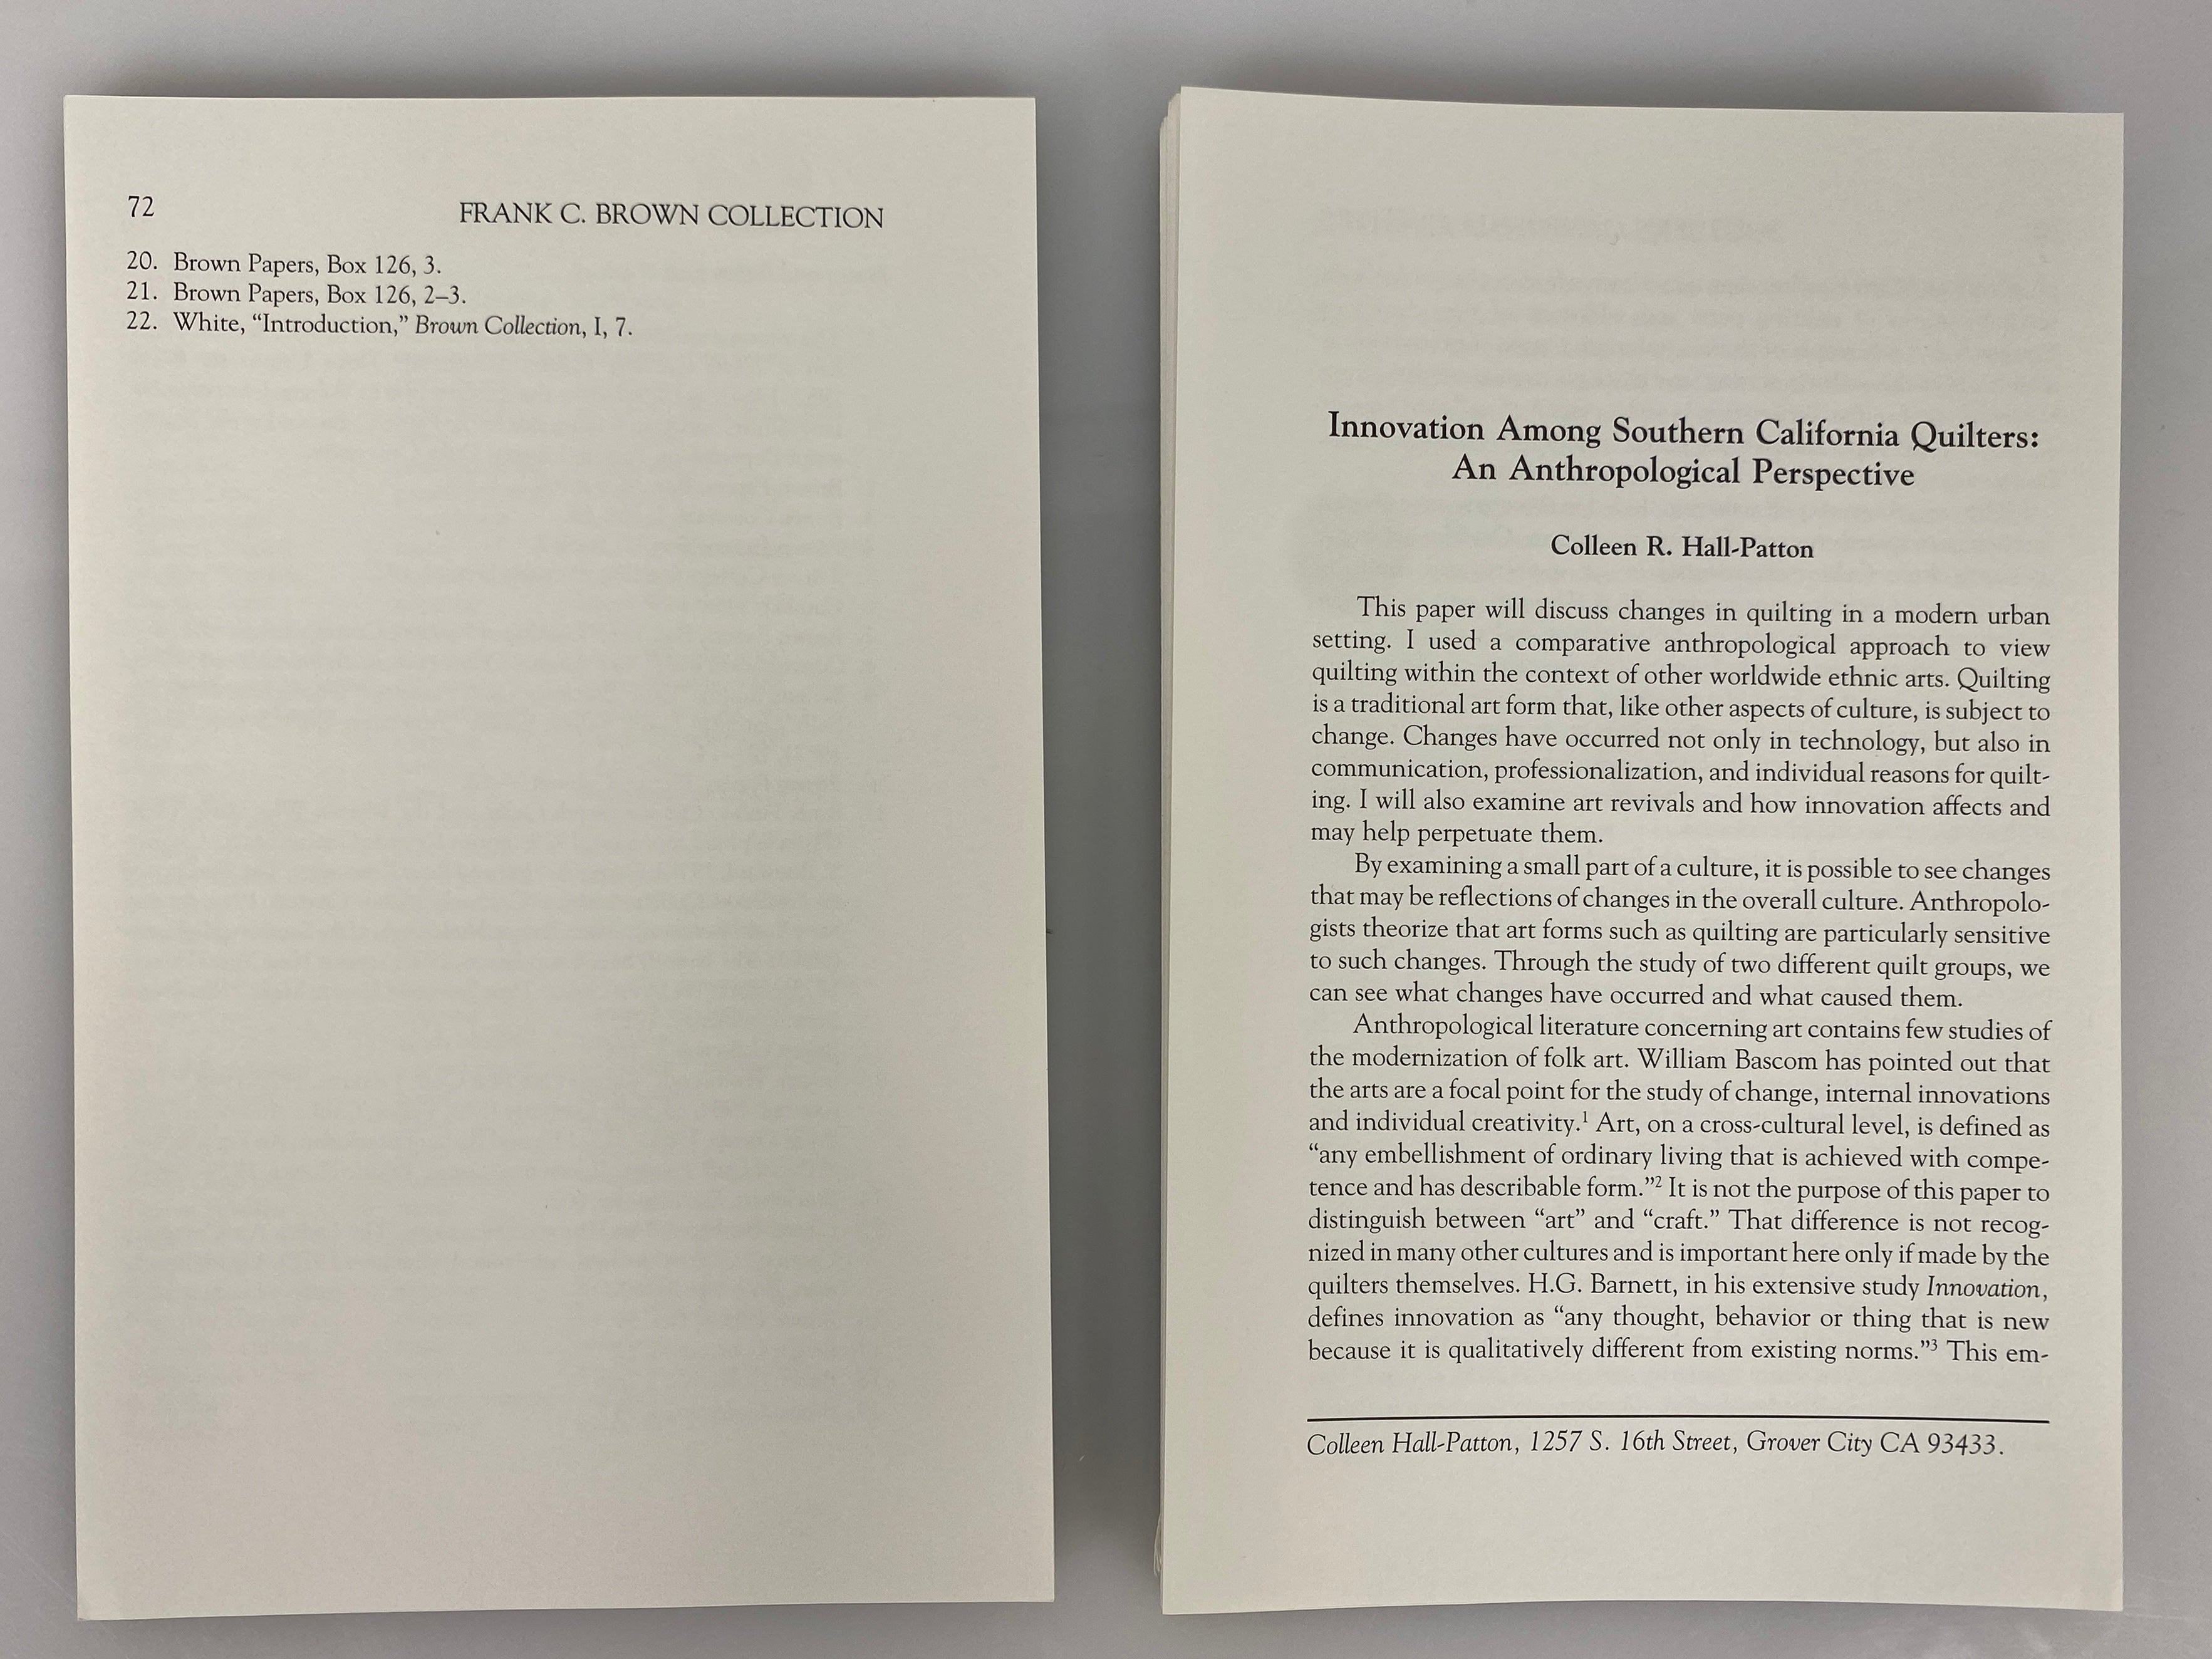 72
FRANK C. BROWN COLLECTION
20. Brown Papers, Box 126, 3.
21. Brown Papers, Box 126, 2–3.
22. White, “Introduction,” Brown Collection, I, 7.
Innovation Among Southern California Quilters:
An Anthropological Perspective
Colleen R. Hall-Patton
This paper will discuss changes in quilting in a modern urban
setting. I used a comparative anthropological approach to view
quilting within the context of other worldwide ethnic arts. Quilting
is a traditional art form that, like other aspects of culture, is subject to
change. Changes have occurred not only in technology, but also in
communication, professionalization, and individual reasons for quilt-
ing. I will also examine art revivals and how innovation affects and
may help perpetuate them.
By examining a small part of a culture, it is possible to see changes
that may be reflections of changes in the overall culture. Anthropolo-
gists theorize that art forms such as quilting are particularly sensitive
to such changes. Through the study of two different quilt groups, we
can see what changes have occurred and what caused them.
Anthropological literature concerning art contains few studies of
the modernization of folk art. William Bascom has pointed out that
the arts are a focal point for the study of change, internal innovations
and individual creativity.¹ Art, on a cross-cultural level, is defined as
“any embellishment of ordinary living that is achieved with compe-
tence and has describable form.”² It is not the purpose of this paper to
distinguish between “art” and “craft.” That difference is not recog-
nized in many other cultures and is important here only if made by the
quilters themselves. H.G. Barnett, in his extensive study Innovation,
defines innovation as “any thought, behavior or thing that is new
because it is qualitatively different from existing norms.”³ This em-
Colleen Hall-Patton, 1257 S. 16th Street, Grover City CA 93433.